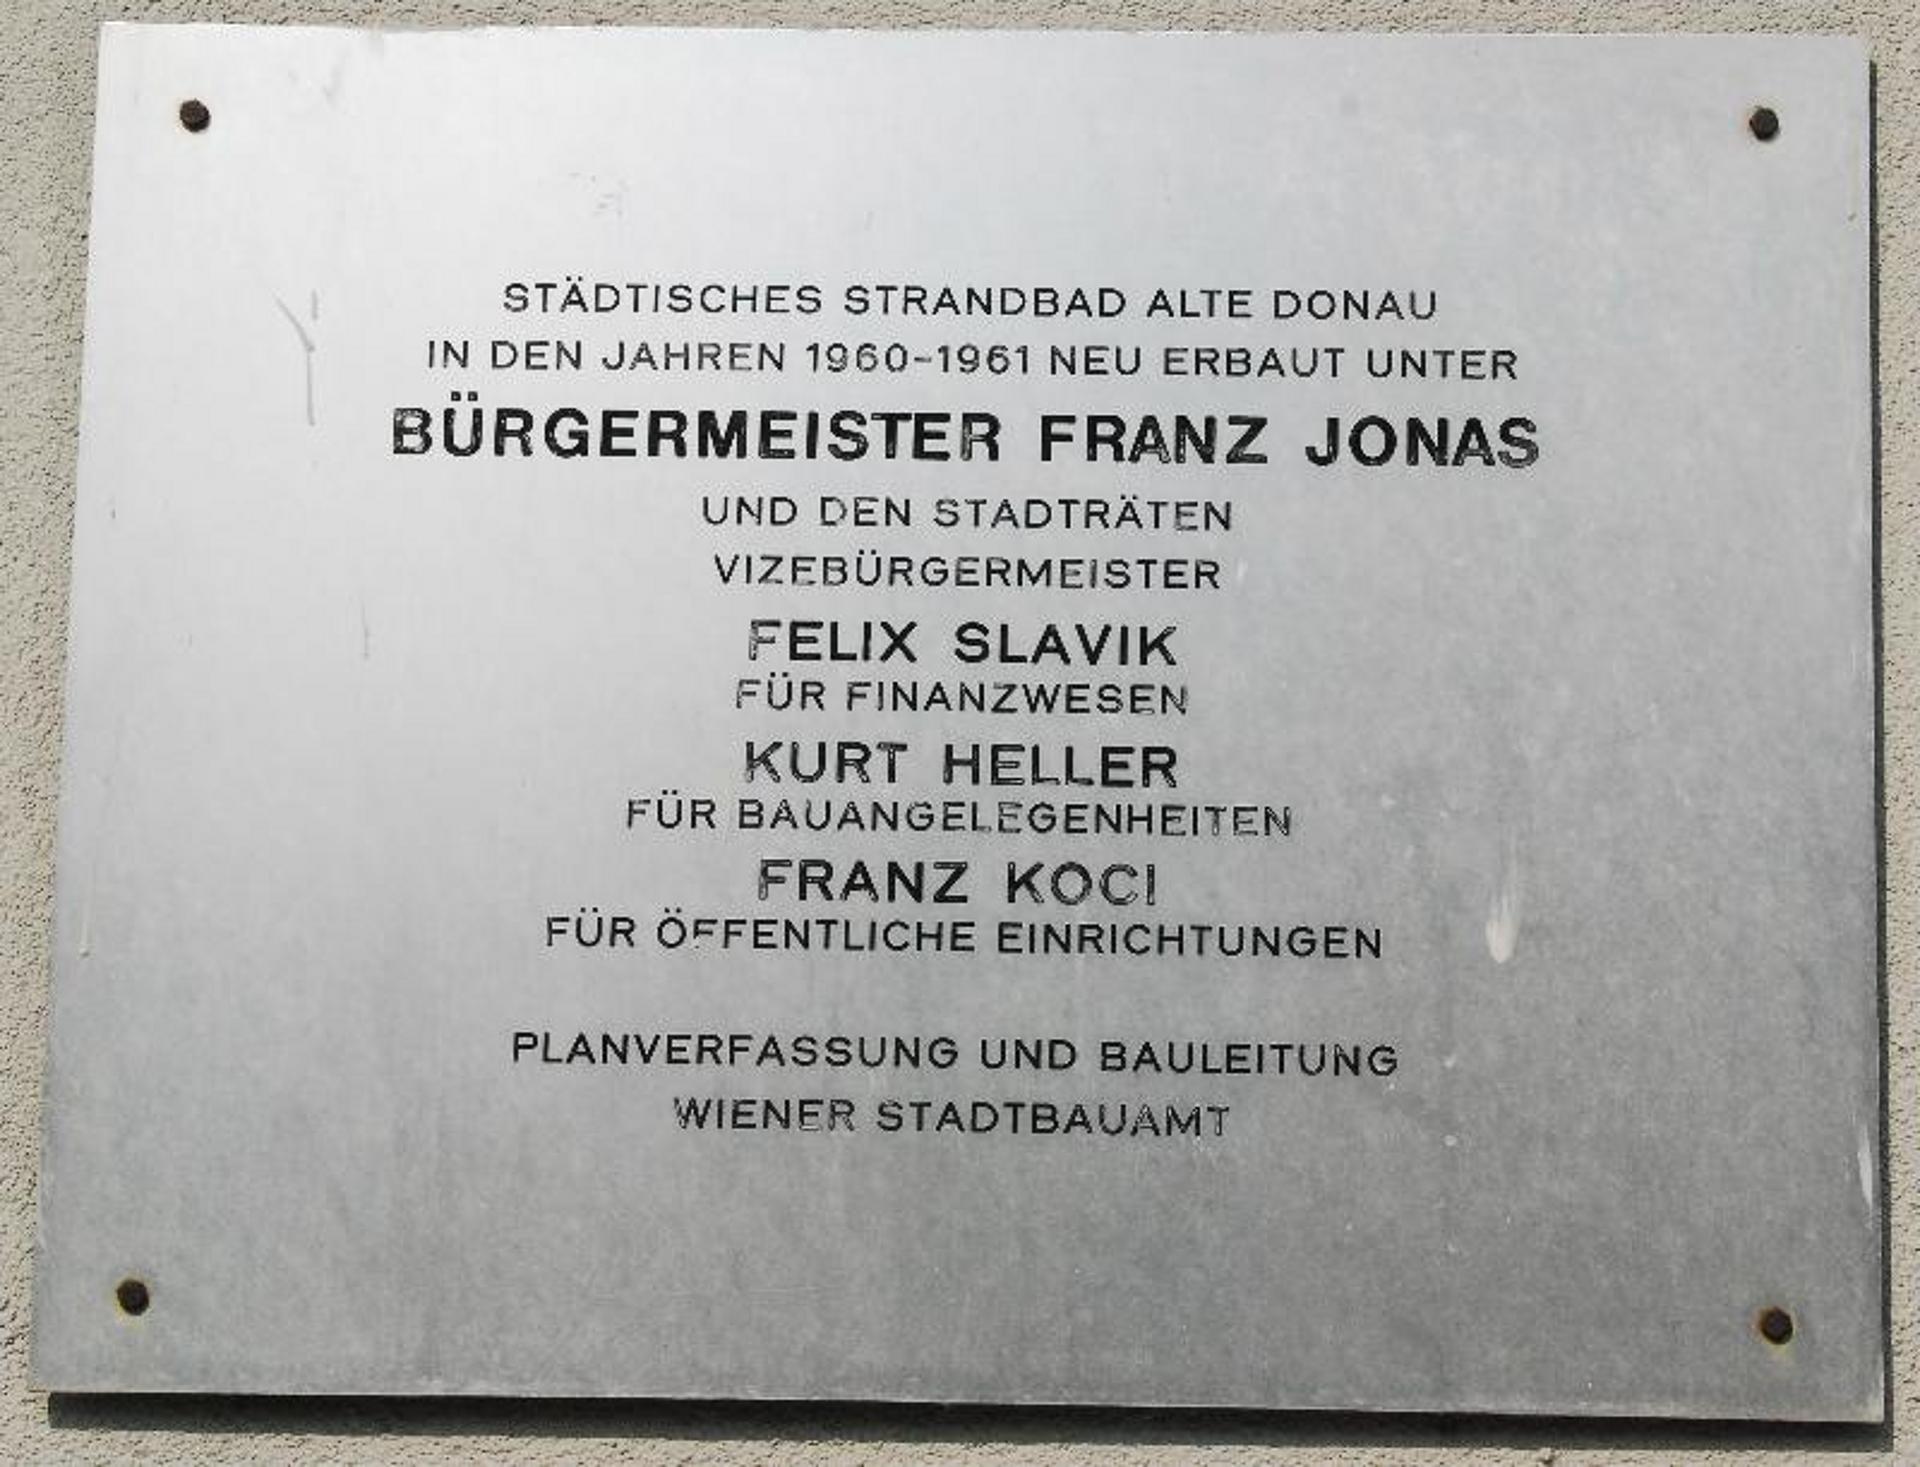 STÄDTISCHES STRANDBAD ALTE DONAU
IN DEN JAHREN 1960-1961 NEU ERBAUT UNTER
BÜRGERMEISTER FRANZ JONAS
UND DEN STADTRÄTEN
VIZEBÜRGERMEISTER
FELIX SLAVIK
FÜR FINANZWESEN
KURT HELLER
FÜR BAUANGELEGENHEITEN
FRANZ KOCI
FÜR ÖFFENTLICHE EINRICHTUNGEN
PLANVERFASSUNG UND BAULEITUNG
WIENER STADTBAUAMT